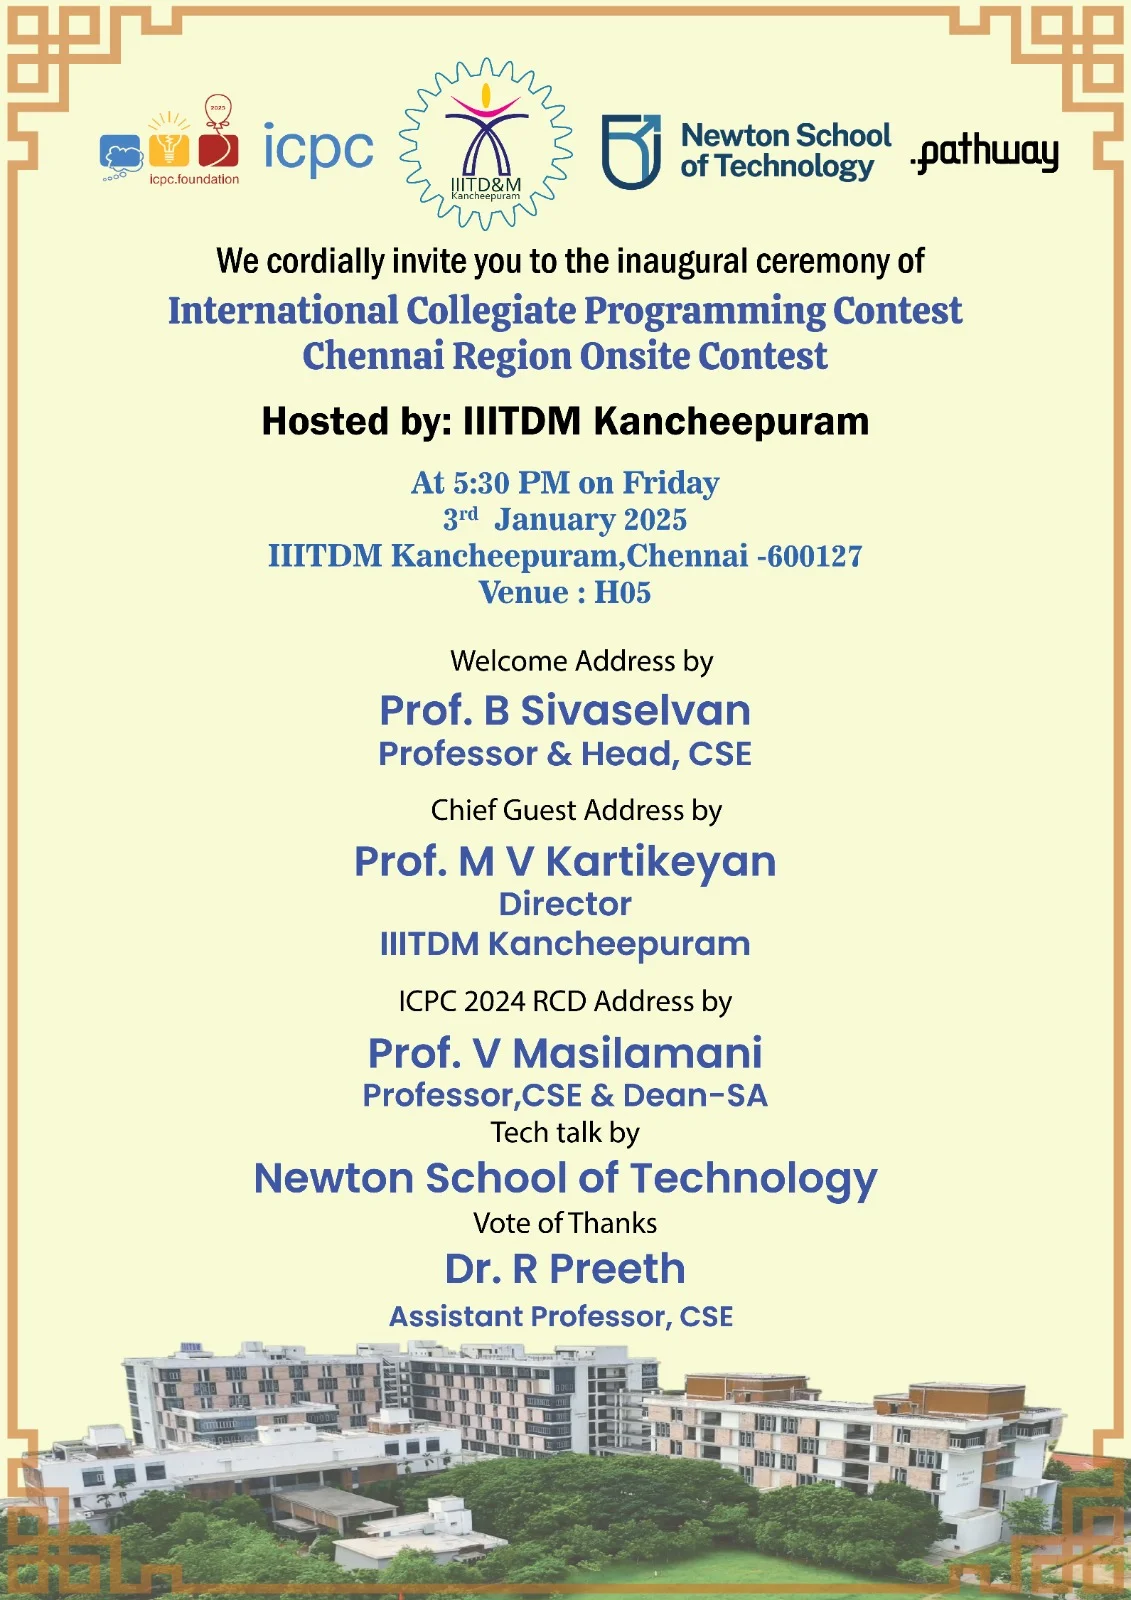 2025
icpc.foundation
icpc
IIITD&M
Kancheepuram
Newton School
of Technology
.pathway
We cordially invite you to the inaugural ceremony of
International Collegiate Programming Contest
Chennai Region Onsite Contest
Hosted by: IIITDM Kancheepuram
At 5:30 PM on Friday
3rd January 2025
IIITDM Kancheepuram,Chennai -600127
Venue : H05
Welcome Address by
Prof. B Sivaselvan
Professor & Head, CSE
Chief Guest Address by
Prof. M V Kartikeyan
Director
IIITDM Kancheepuram
ICPC 2024 RCD Address by
Prof. V Masilamani
Professor,CSE & Dean-SA
Tech talk by
Newton School of Technology
Vote of Thanks
Dr. R Preeth
Assistant Professor, CSE